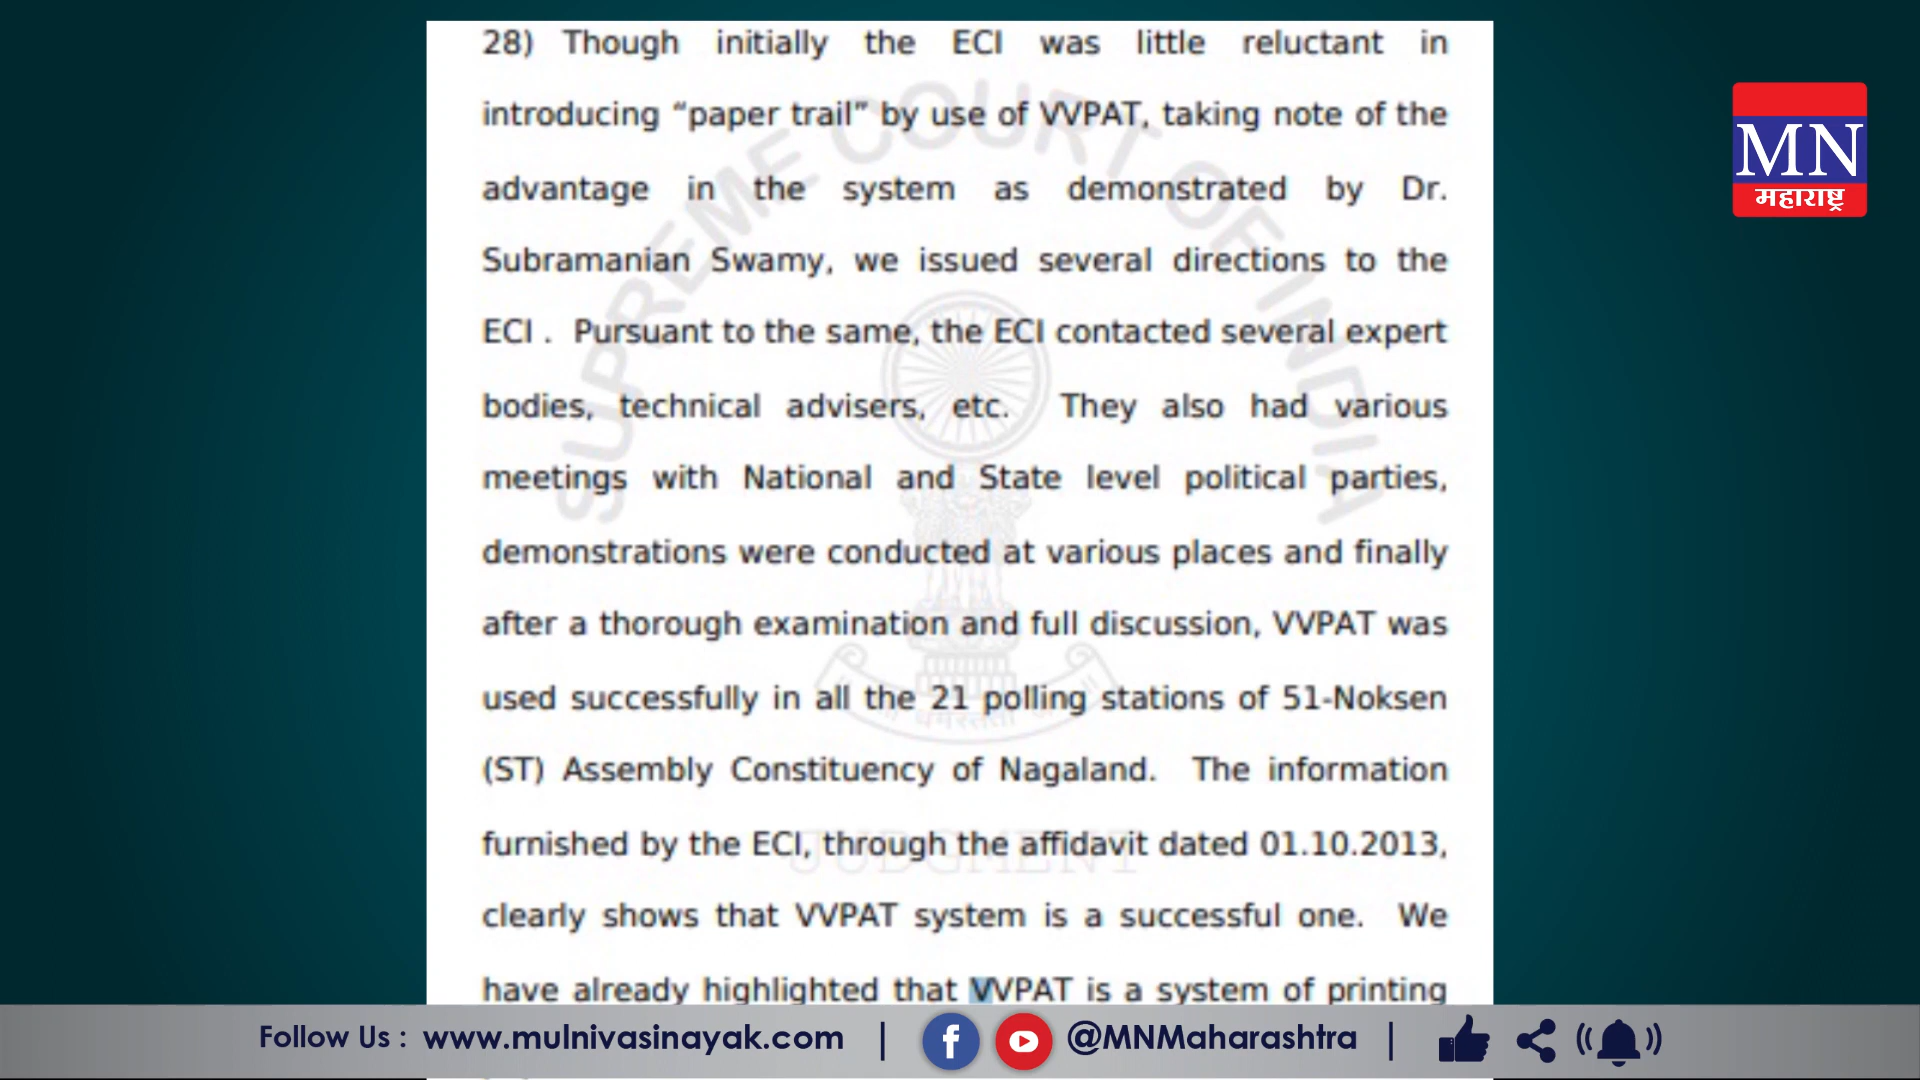 28) Though initially the ECI was little reluctant in
introducing “paper trail” by use of VVPAT, taking note of the
advantage in the system as demonstrated by Dr.
Subramanian Swamy, we issued several directions to the
ECI . Pursuant to the same, the ECI contacted several expert
bodies, technical advisers, etc. They also had various
meetings with National and State level political parties,
demonstrations were conducted at various places and finally
after a thorough examination and full discussion, VVPAT was
used successfully in all the 21 polling stations of 51-Noksen
(ST) Assembly Constituency of Nagaland. The information
furnished by the ECI, through the affidavit dated 01.10.2013,
clearly shows that VVPAT system is a successful one. We
have already highlighted that VVPAT is a system of printing
SUPREME COURT OF INDIA
JUDGMENT
MN
महाराष्ट्र
Follow Us : www.mulnivasinayak.com | @MNMaharashtra |